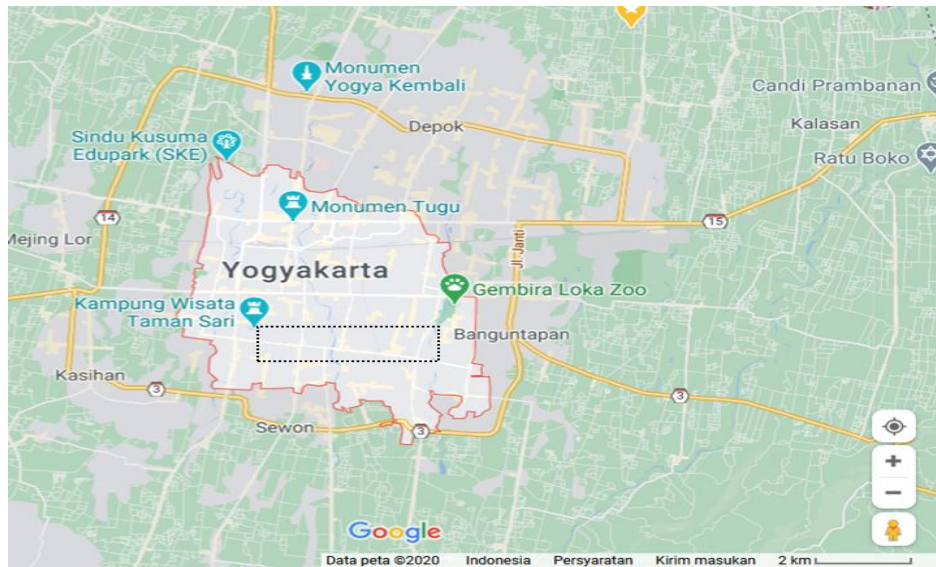 Monumen
Yogya Kembali
Candi Prambanan
Depok
Kalasan
Sindu Kusuma
Edupark (SKE)
Ratu Boko
Monumen Tugu
14
15
Mejing Lor
Jl. Janti
Yogyakarta
Gembira Loka Zoo
Kampung Wisata
Taman Sari
Banguntapan
Kasihan
3
3
Sewon
3
Google
Data peta ©2020 Indonesia Persyaratan Kirim masukan 2 km